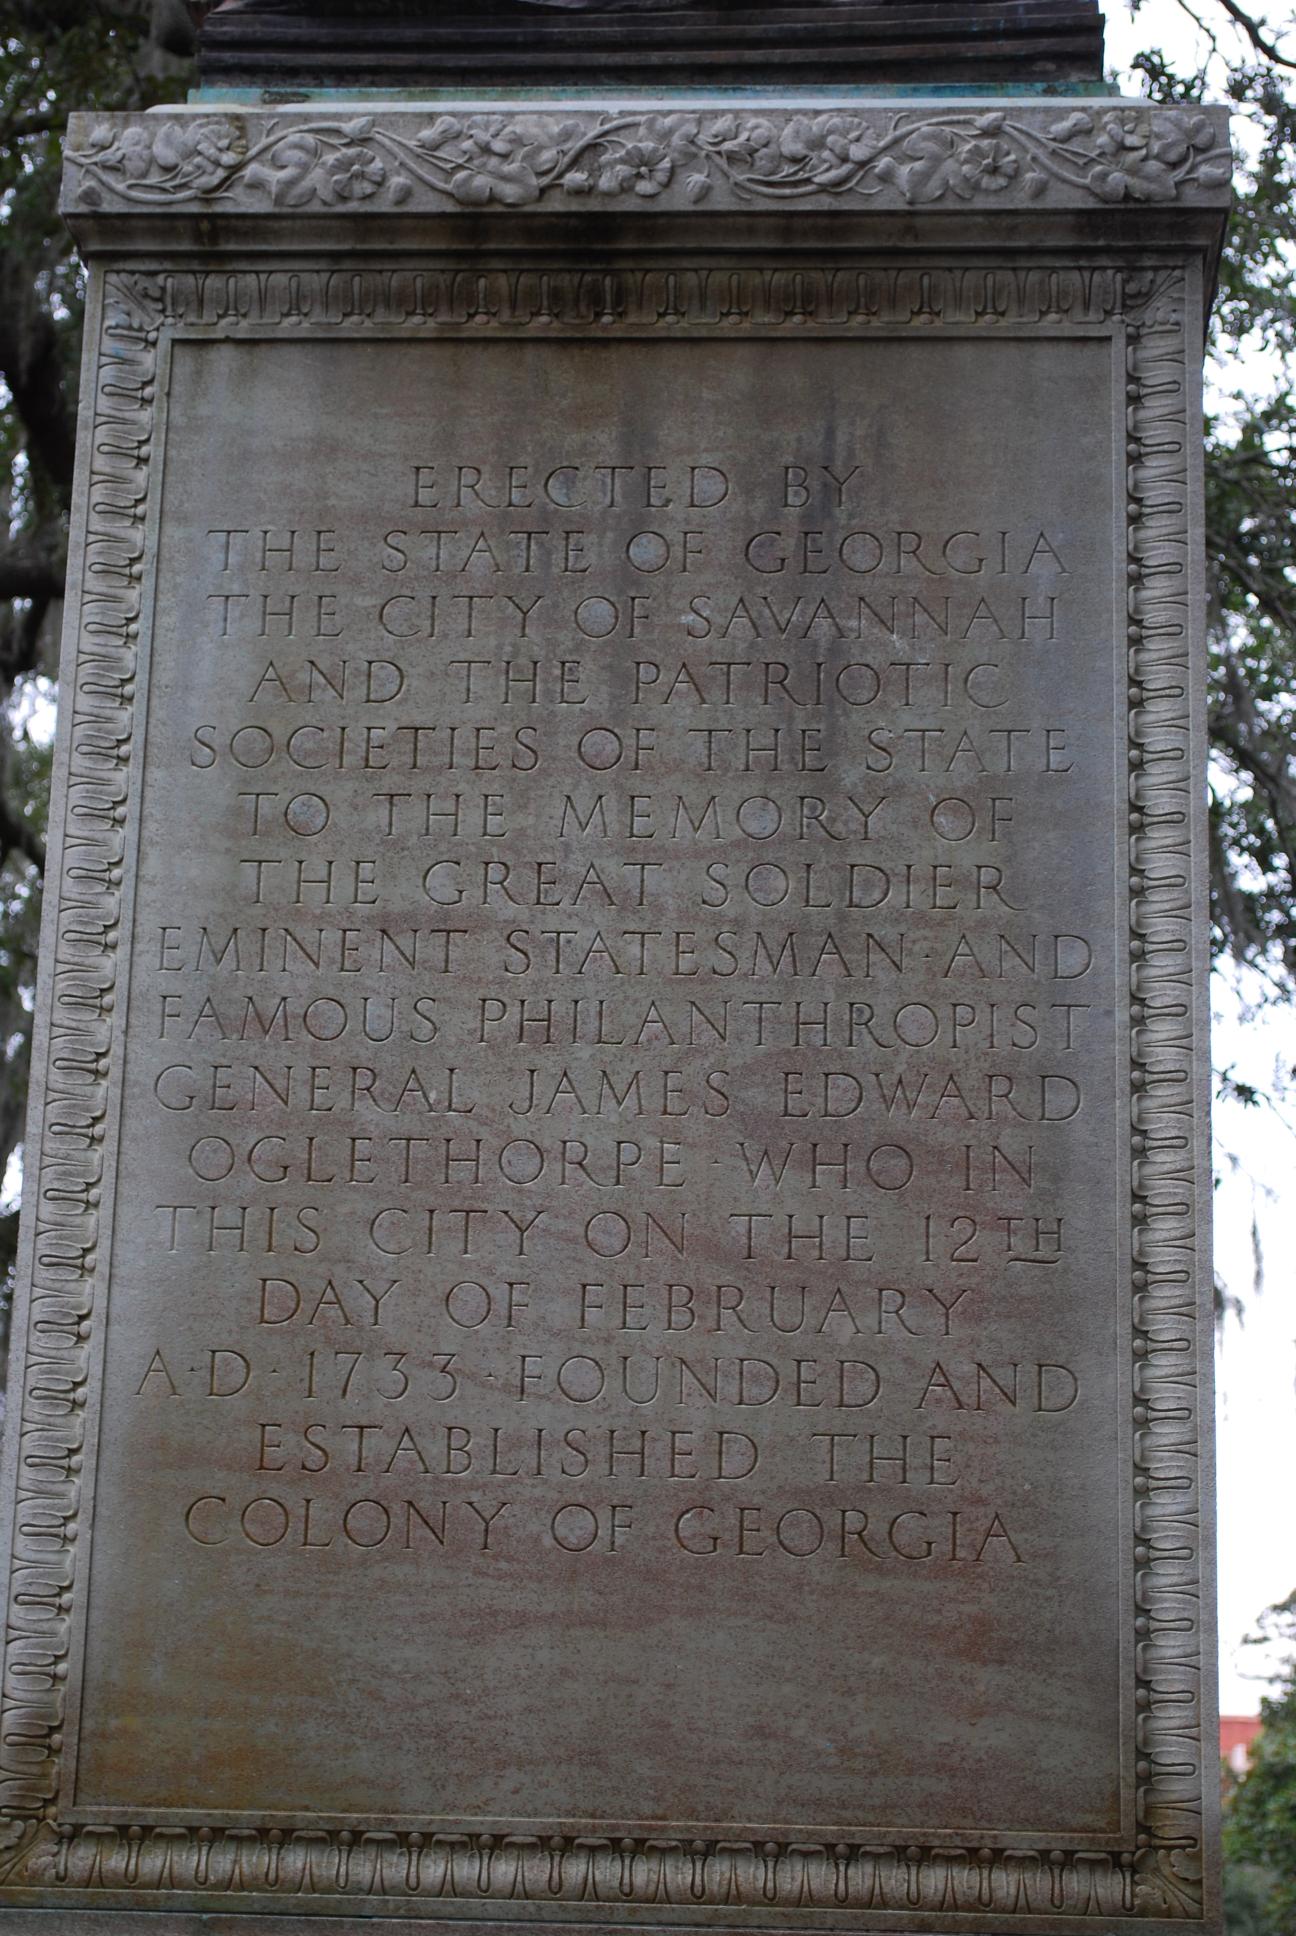 ERECTED BY
THE STATE OF GEORGIA
THE CITY OF SAVANNAH
AND THE PATRIOTIC
SOCIETIES OF THE STATE
TO THE MEMORY OF
THE GREAT SOLDIER
EMINENT STATESMAN · AND
FAMOUS PHILANTHROPIST
GENERAL JAMES EDWARD
OGLETHORPE · WHO IN
THIS CITY ON THE 12TH
DAY OF FEBRUARY
A·D · 1733 · FOUNDED AND
ESTABLISHED THE
COLONY OF GEORGIA